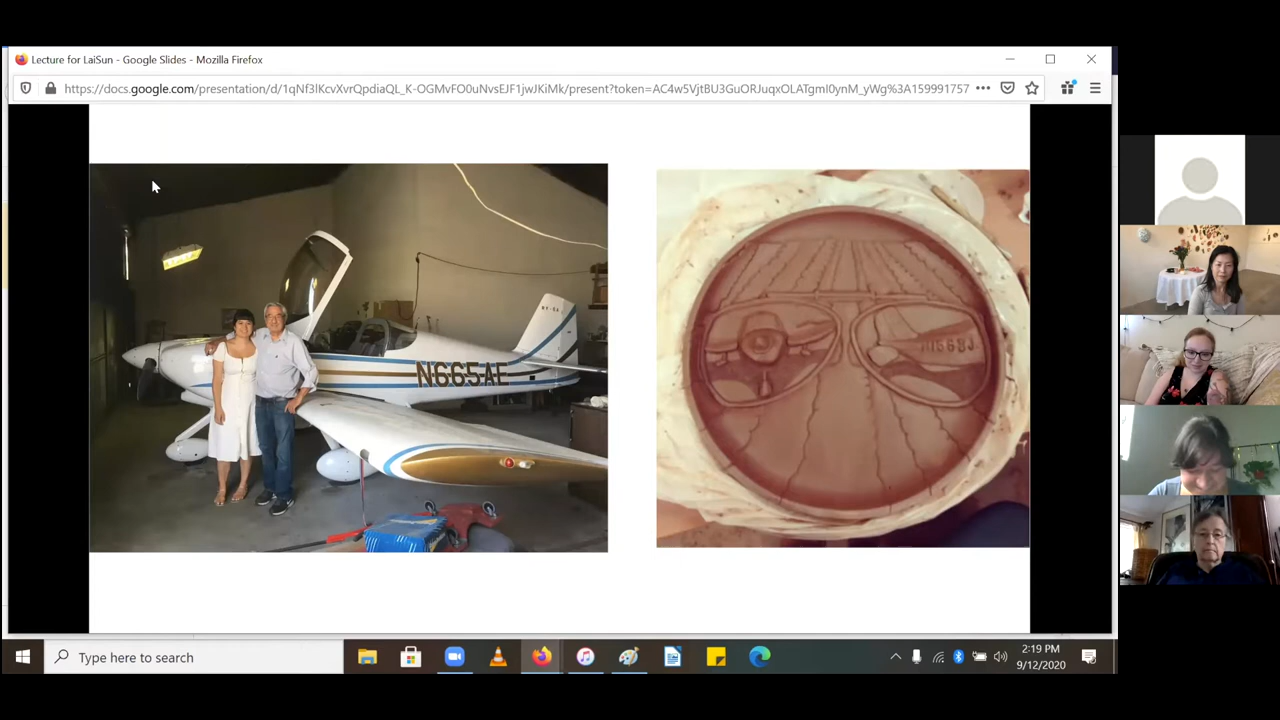 Lecture for LaiSun - Google Slides - Mozilla Firefox
https://docs.google.com/presentation/d/1qNf3lKcvXvrQpdiaQL_K-OGMvFO0uNvsEJF1jwJKiMk/present?token=AC4w5VjtBU3GuORJuqxOLATgml0ynM_yWg%3A159991757
N665AE
Type here to search
2:19 PM
9/12/2020